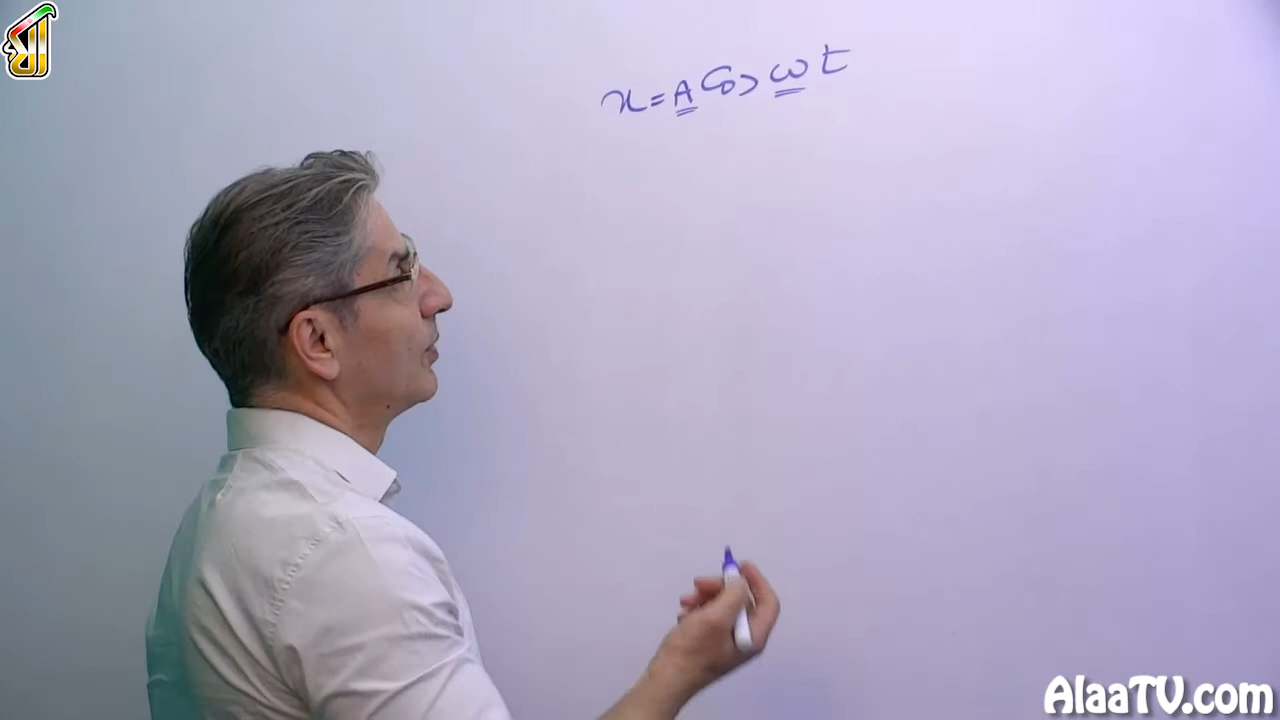 x = A Cos ωt
AlaaTV.com